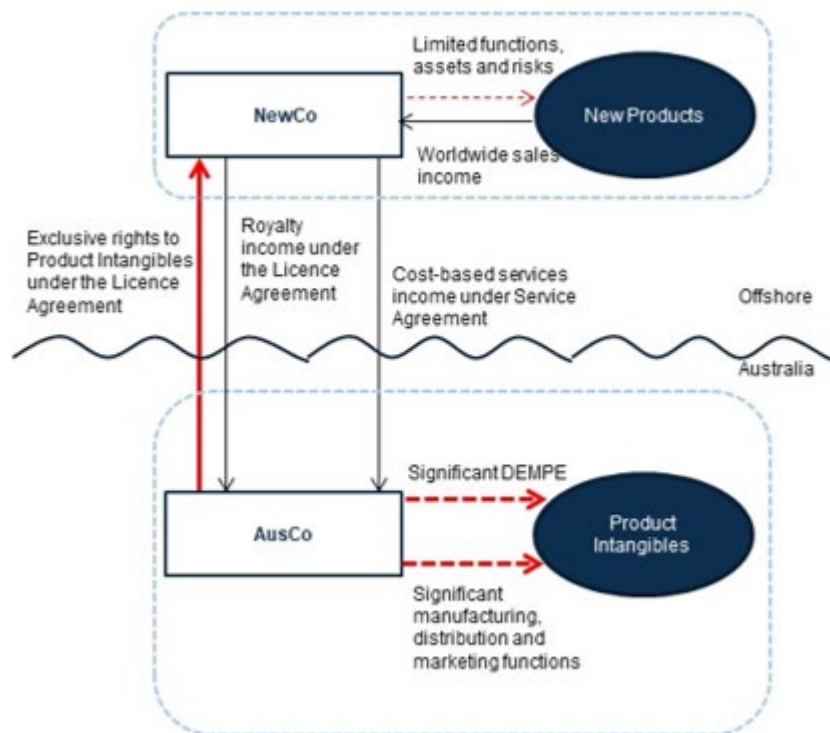 Limited functions,
assets and risks
NewCo
New Products
Worldwide sales
income
Exclusive rights to
Product Intangibles
under the Licence
Agreement
Royalty
income under
the Licence
Agreement
Cost-based services
income under Service
Agreement
Offshore
Australia
Significant DEMPE
AusCo
Product
Intangibles
Significant
manufacturing,
distribution and
marketing functions